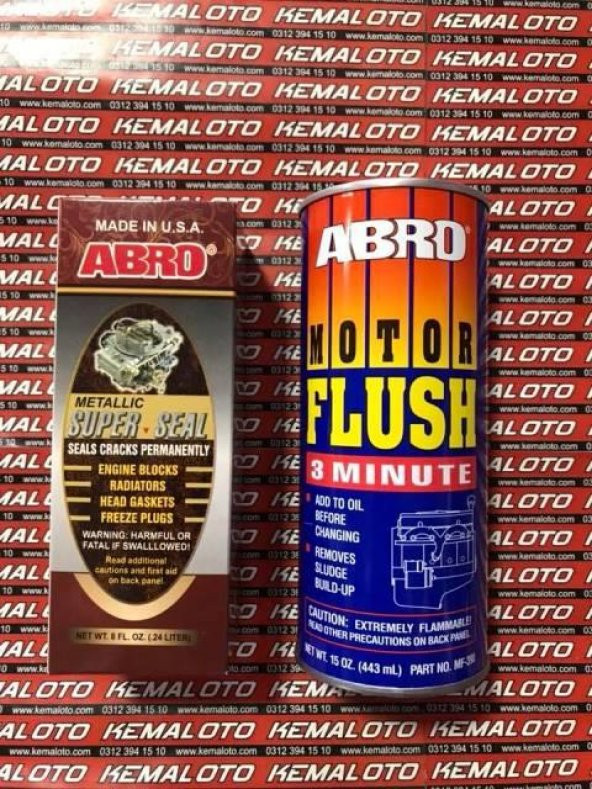 KEMALOTO
www.kemaloto.com 0312 394 15 10
MADE IN U.S.A.
ABRO®
METALLIC
SUPER SEAL
SEALS CRACKS PERMANENTLY
ENGINE BLOCKS
RADIATORS
HEAD GASKETS
FREEZE PLUGS
WARNING: HARMFUL OR
FATAL IF SWALLLOWED!
Read additional
cautions and first aid
on back panel.
NET WT. 8 FL. OZ. (.24 LITER)
ABRO
MOTOR
FLUSH
3 MINUTE
ADD TO OIL
BEFORE
CHANGING
REMOVES
SLUDGE
BUILD-UP
CAUTION: EXTREMELY FLAMMABLE!
READ OTHER PRECAUTIONS ON BACK PANEL
NET WT. 15 OZ. (443 mL) PART NO.